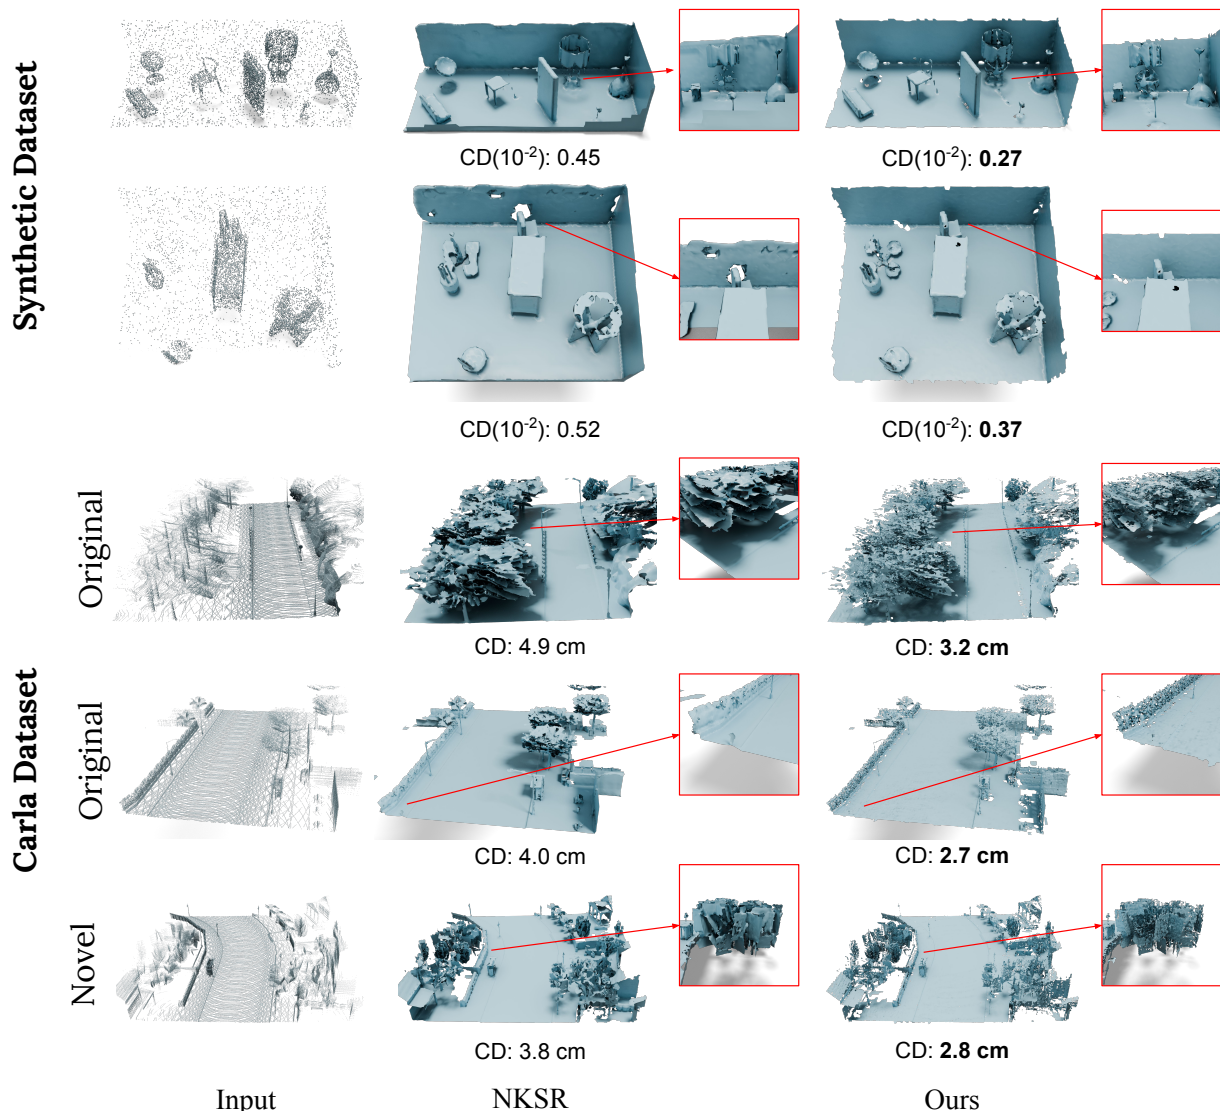 Synthetic Dataset
CD(10⁻²): 0.45
CD(10⁻²): 0.27
CD(10⁻²): 0.52
CD(10⁻²): 0.37
Carla Dataset
Original
CD: 4.9 cm
CD: 3.2 cm
Original
CD: 4.0 cm
CD: 2.7 cm
Novel
CD: 3.8 cm
CD: 2.8 cm
Input
NKSR
Ours